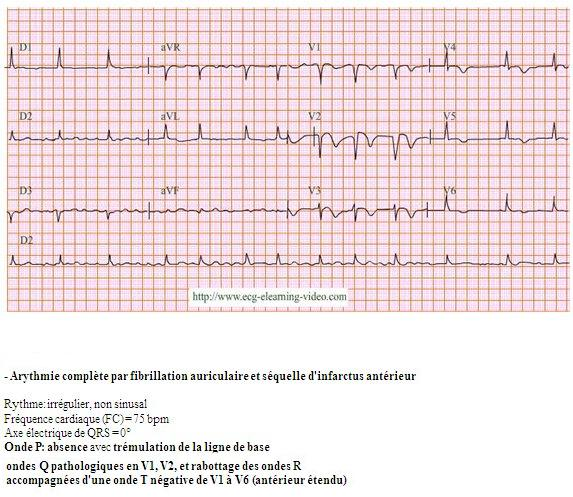 D1 aVR V1 V4
D2 aVL V2 V5
D3 aVF V3 V6
D2
http://www.ecg-elearning-video.com
- Arythmie complète par fibrillation auriculaire et séquelle d'infarctus antérieur
Rythme: irrégulier, non sinusal
Fréquence cardiaque (FC) = 75 bpm
Axe électrique de QRS = 0°
Onde P: absence avec trémulation de la ligne de base
ondes Q pathologiques en V1, V2, et rabottage des ondes R
accompagnées d'une onde T négative de V1 à V6 (antérieur étendu)